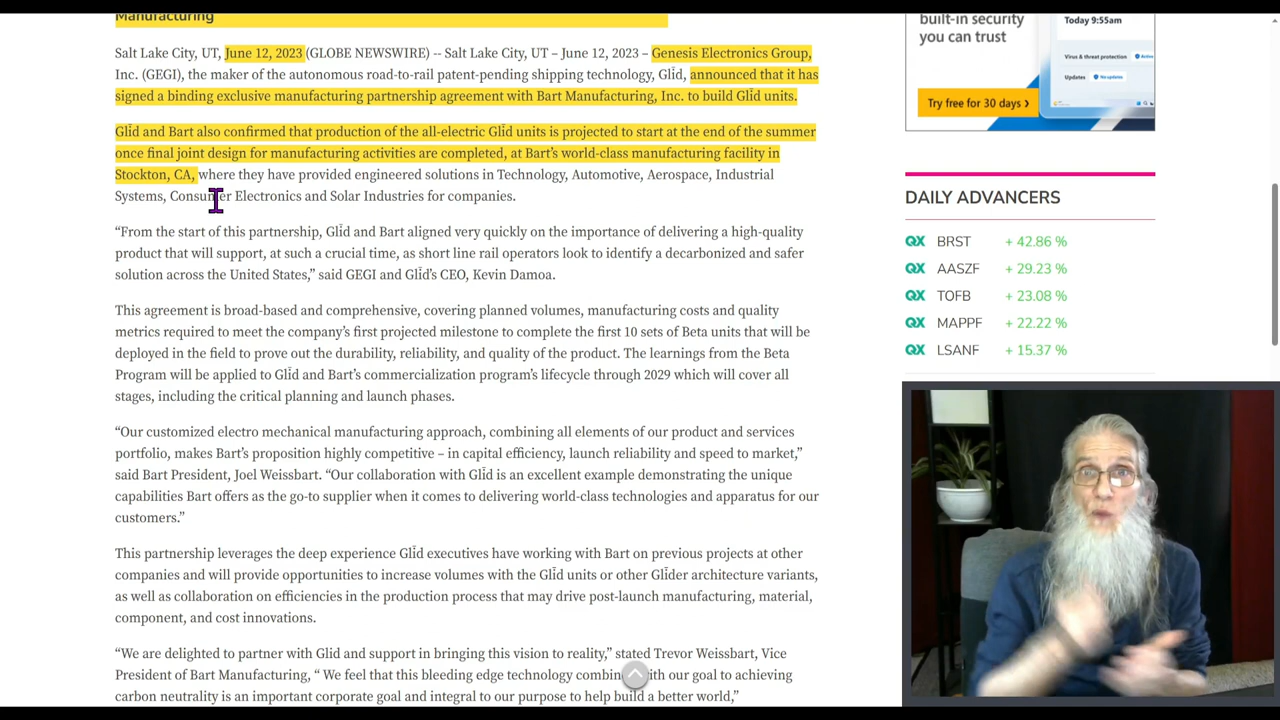 Manufacturing
Salt Lake City, UT, June 12, 2023 (GLOBE NEWSWIRE) -- Salt Lake City, UT – June 12, 2023 – Genesis Electronics Group,
Inc. (GEGI), the maker of the autonomous road-to-rail patent-pending shipping technology, Glīd, announced that it has
signed a binding exclusive manufacturing partnership agreement with Bart Manufacturing, Inc. to build Glīd units.
Glīd and Bart also confirmed that production of the all-electric Glīd units is projected to start at the end of the summer
once final joint design for manufacturing activities are completed, at Bart’s world-class manufacturing facility in
Stockton, CA, where they have provided engineered solutions in Technology, Automotive, Aerospace, Industrial
Systems, Consumer Electronics and Solar Industries for companies.
“From the start of this partnership, Glīd and Bart aligned very quickly on the importance of delivering a high-quality
product that will support, at such a crucial time, as short line rail operators look to identify a decarbonized and safer
solution across the United States,” said GEGI and Glīd’s CEO, Kevin Damoa.
This agreement is broad-based and comprehensive, covering planned volumes, manufacturing costs and quality
metrics required to meet the company’s first projected milestone to complete the first 10 sets of Beta units that will be
deployed in the field to prove out the durability, reliability, and quality of the product. The learnings from the Beta
Program will be applied to Glīd and Bart’s commercialization program’s lifecycle through 2029 which will cover all
stages, including the critical planning and launch phases.
“Our customized electro mechanical manufacturing approach, combining all elements of our product and services
portfolio, makes Bart’s proposition highly competitive – in capital efficiency, launch reliability and speed to market,”
said Bart President, Joel Weissbart. “Our collaboration with Glīd is an excellent example demonstrating the unique
capabilities Bart offers as the go-to supplier when it comes to delivering world-class technologies and apparatus for our
customers.”
This partnership leverages the deep experience Glīd executives have working with Bart on previous projects at other
companies and will provide opportunities to increase volumes with the Glīd units or other Glīder architecture variants,
as well as collaboration on efficiencies in the production process that may drive post-launch manufacturing, material,
component, and cost innovations.
“We are delighted to partner with Glid and support in bringing this vision to reality,” stated Trevor Weissbart, Vice
President of Bart Manufacturing, “ We feel that this bleeding edge technology combin ith our goal to achieving
carbon neutrality is an important corporate goal and integral to our purpose to help build a better world,”
built-in security
you can trust
Try free for 30 days
Today 9:55am
Virus & threat protection Active
Updates No updates
DAILY ADVANCERS
QX BRST + 42.86 %
QX AASZF + 29.23 %
QX TOFB + 23.08 %
QX MAPPF + 22.22 %
QX LSANF + 15.37 %